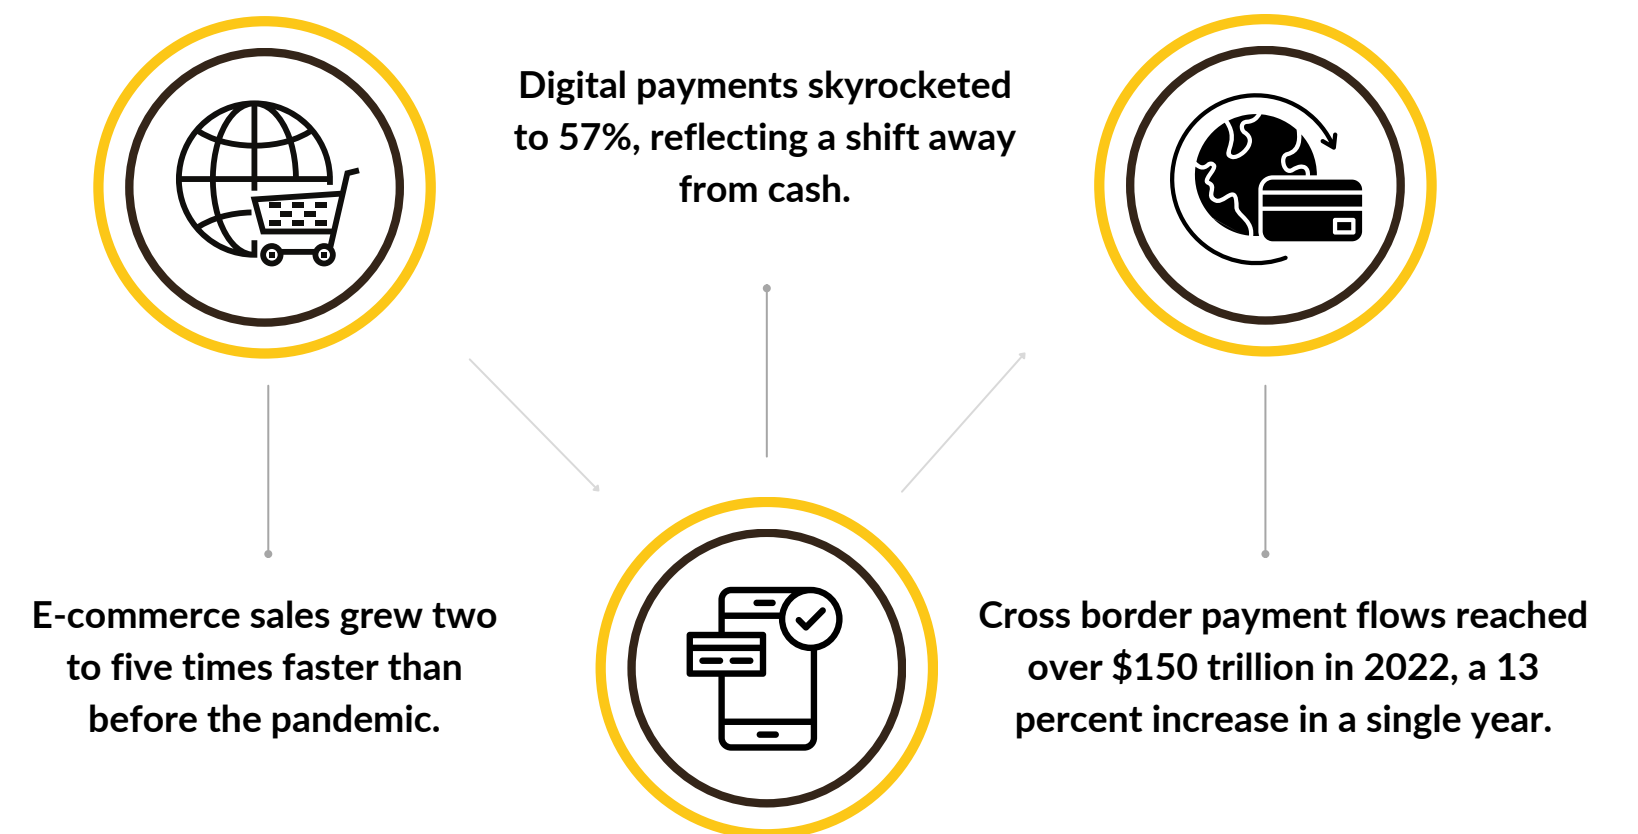 Digital payments skyrocketed
to 57%, reflecting a shift away
from cash.
E-commerce sales grew two
to five times faster than
before the pandemic.
Cross border payment flows reached
over $150 trillion in 2022, a 13
percent increase in a single year.